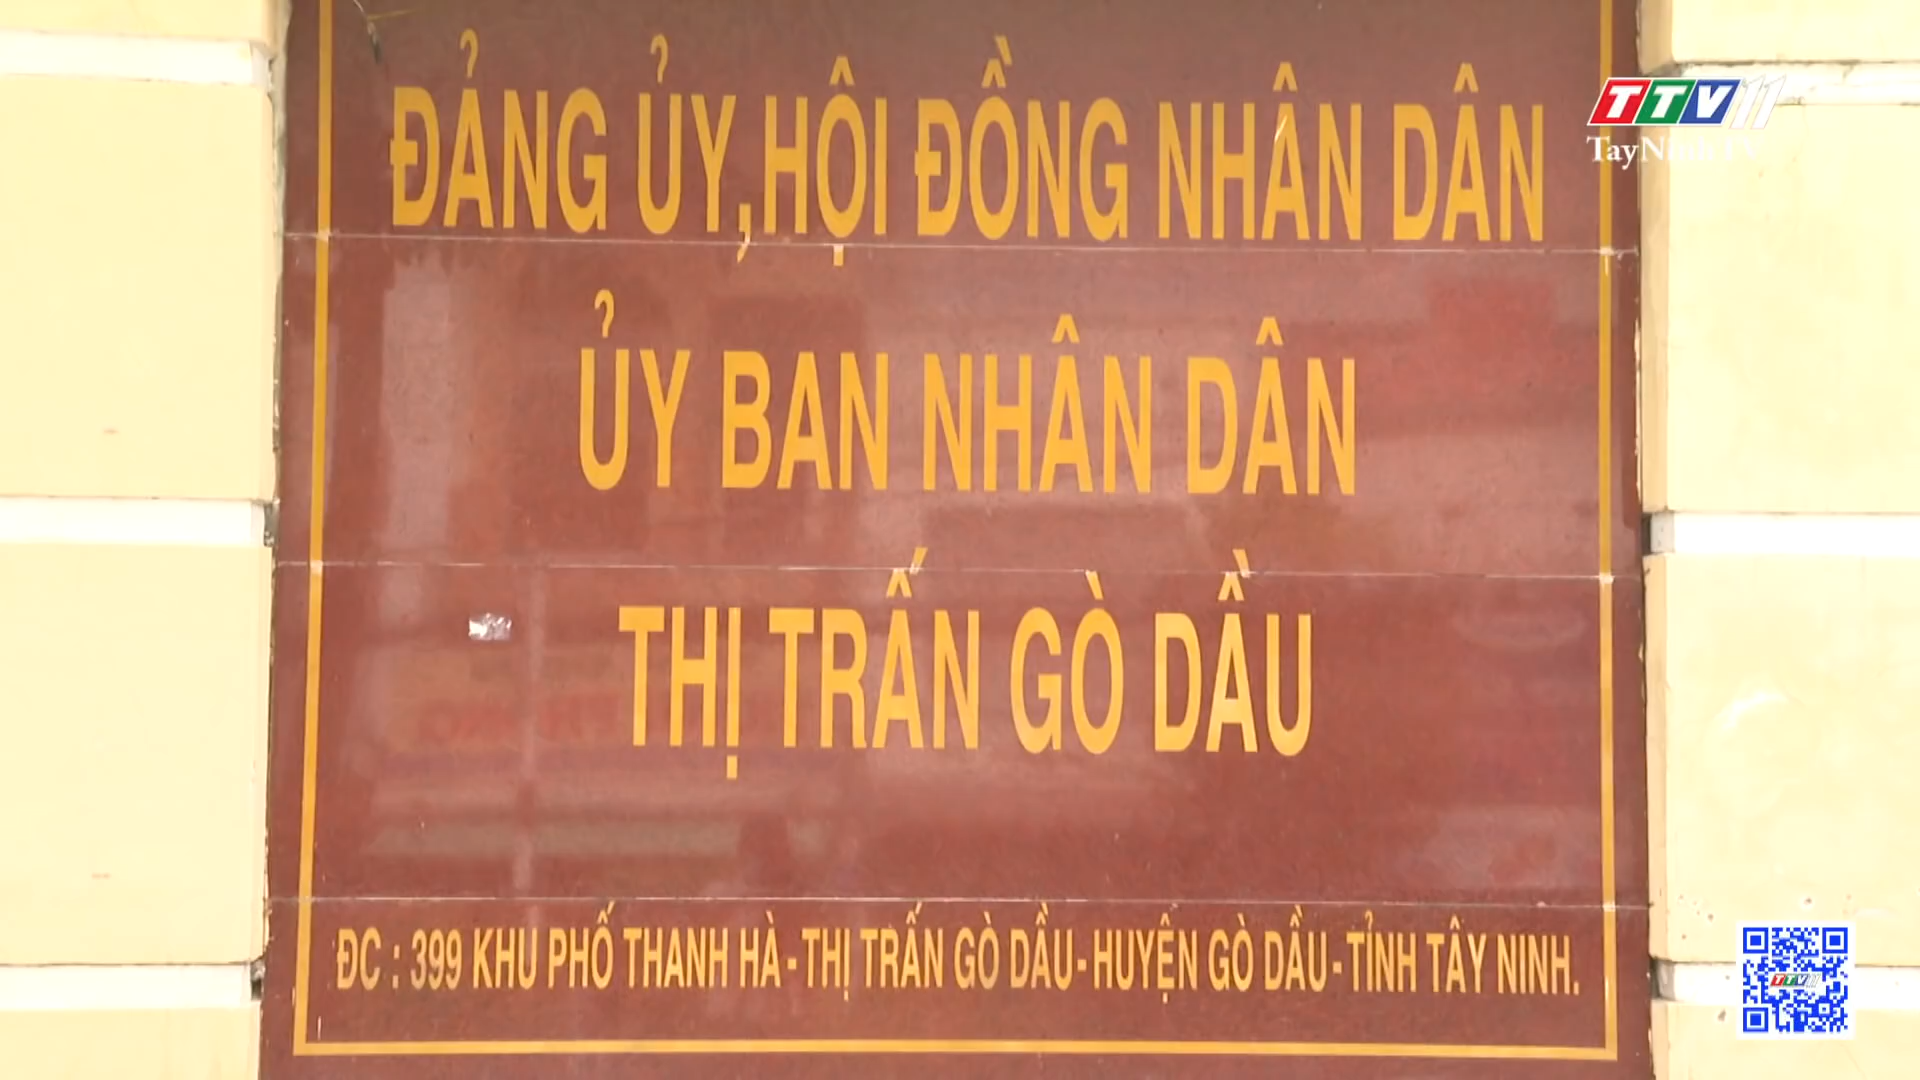 ĐẢNG ỦY, HỘI ĐỒNG NHÂN DÂN
ỦY BAN NHÂN DÂN
THỊ TRẤN GÒ DẦU
ĐC : 399 KHU PHỐ THANH HÀ - THỊ TRẤN GÒ DẦU - HUYỆN GÒ DẦU - TỈNH TÂY NINH.
TTV11
TayNinhTV
TTV11